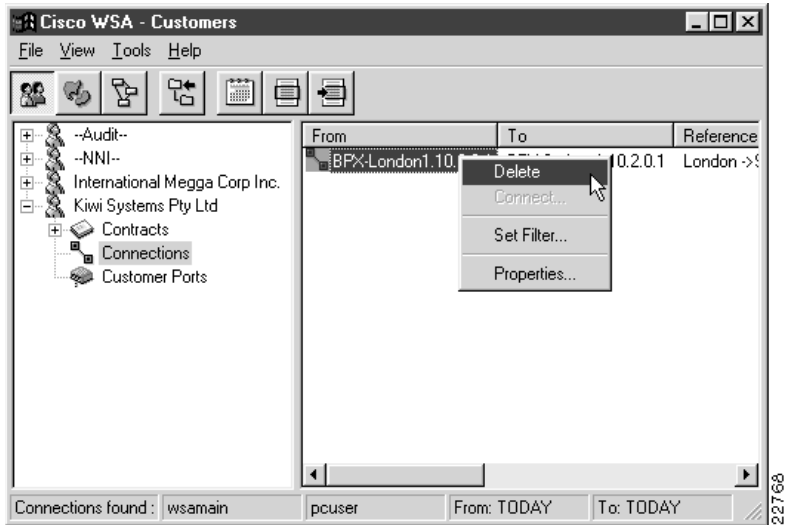 Cisco WSA - Customers
File View Tools Help
From To Reference
--Audit--
--NNI--
International Megga Corp Inc.
Kiwi Systems Pty Ltd
Contracts
Connections
Customer Ports
BPX-London1.10. 10.2.0.1 London ->
Delete
Connect...
Set Filter...
Properties...
Connections found : wsamain pcuser From: TODAY To: TODAY
22768